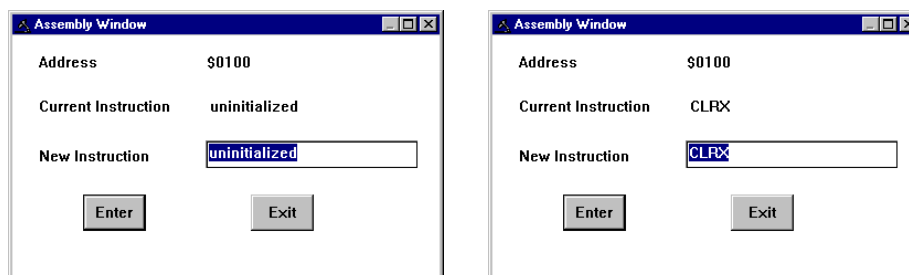 Assembly Window
Address $0100
Current Instruction uninitialized
New Instruction uninitialized
Enter Exit
Assembly Window
Address $0100
Current Instruction CLRX
New Instruction CLRX
Enter Exit